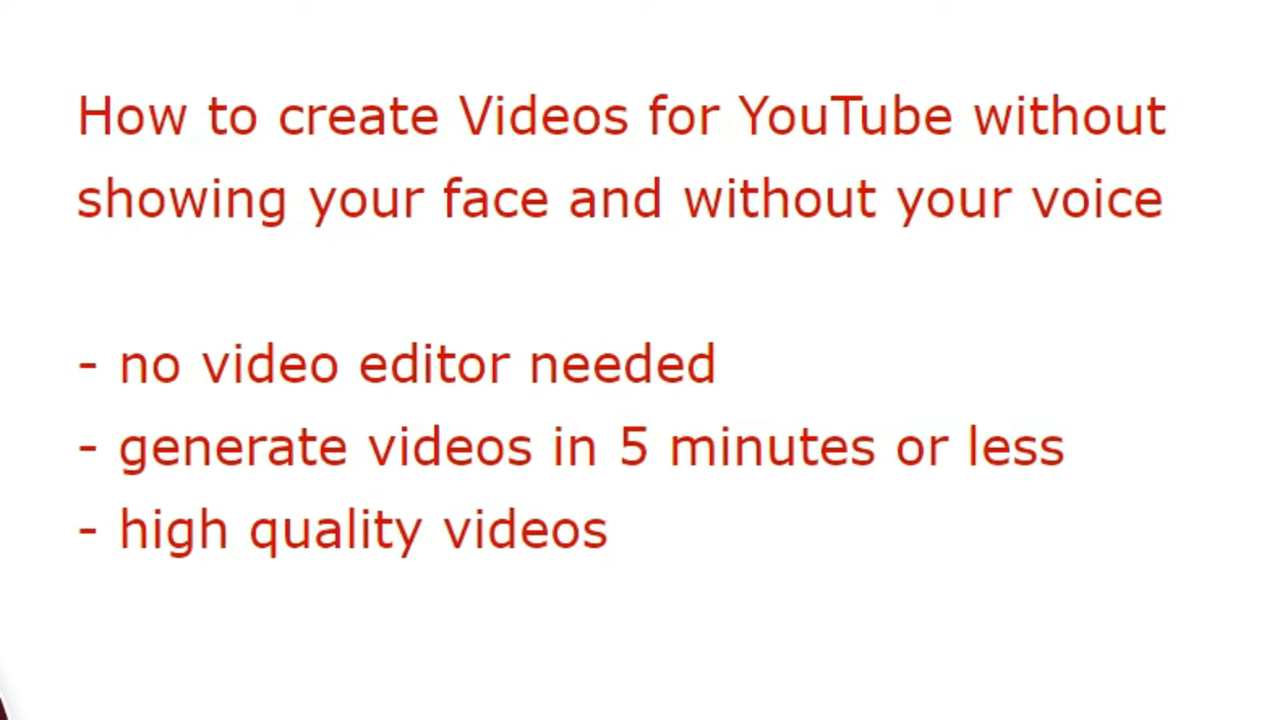 How to create Videos for YouTube without
showing your face and without your voice
- no video editor needed
- generate videos in 5 minutes or less
- high quality videos